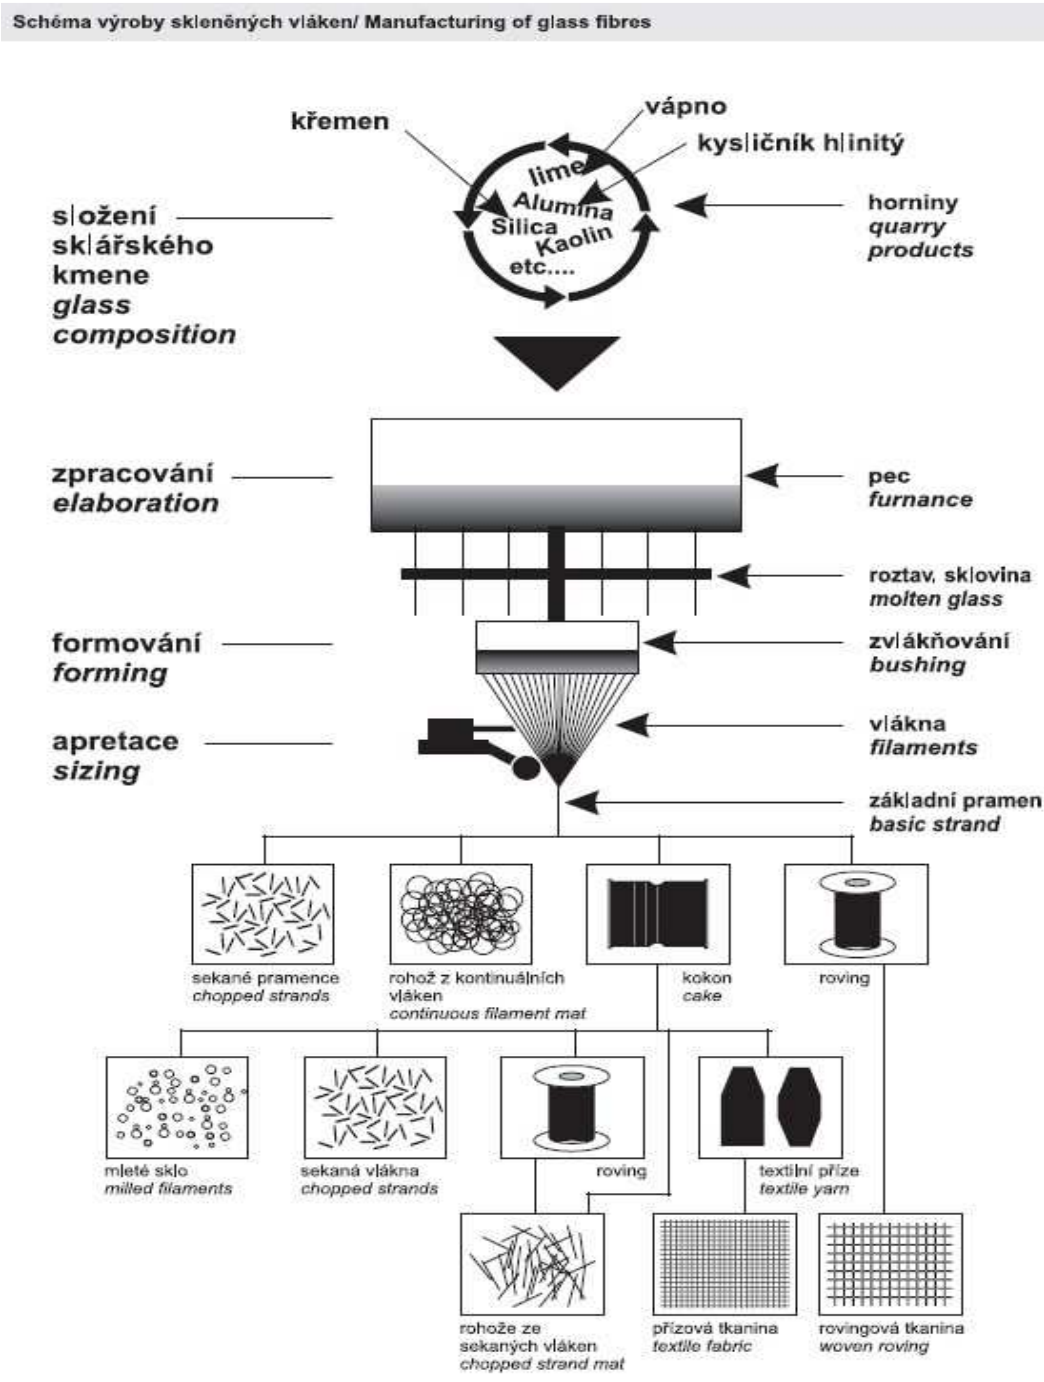 Schéma výroby skleněných vláken/ Manufacturing of glass fibres
křemen
vápno
kysličník hlinitý
lime
Alumina
Silica
Kaolin
etc....
složení
sklářského
kmene
glass
composition
horniny
quarry
products
zpracování
elaboration
pec
furnance
roztav. sklovina
molten glass
formování
forming
zvlákňování
bushing
apretace
sizing
vlákna
filaments
základní pramen
basic strand
sekané pramence
chopped strands
rohož z kontinuálních
vláken
continuous filament mat
kokon
cake
roving
mleté sklo
milled filaments
sekaná vlákna
chopped strands
roving
textilní příze
textile yarn
rohože ze
sekaných vláken
chopped strand mat
přízová tkanina
textile fabric
rovingová tkanina
woven roving